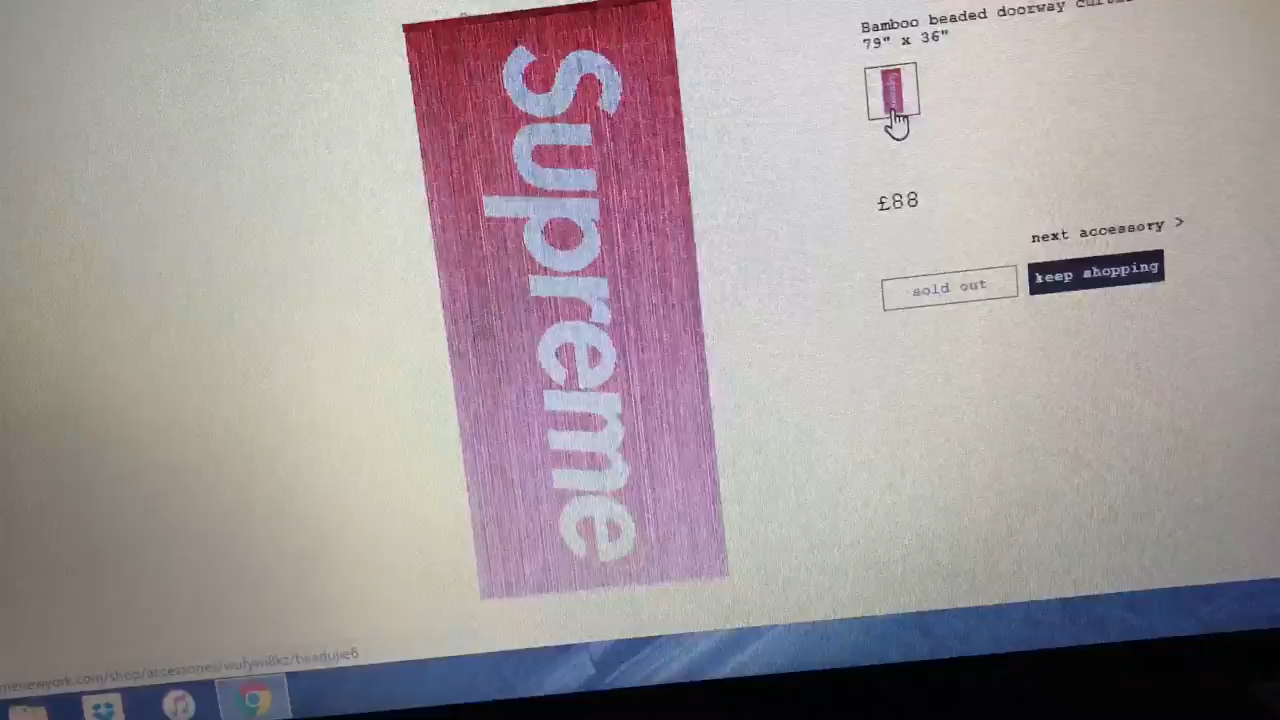 Supreme
Bamboo beaded doorway
79" x 36"
£88
next accessory >
sold out
keep shopping